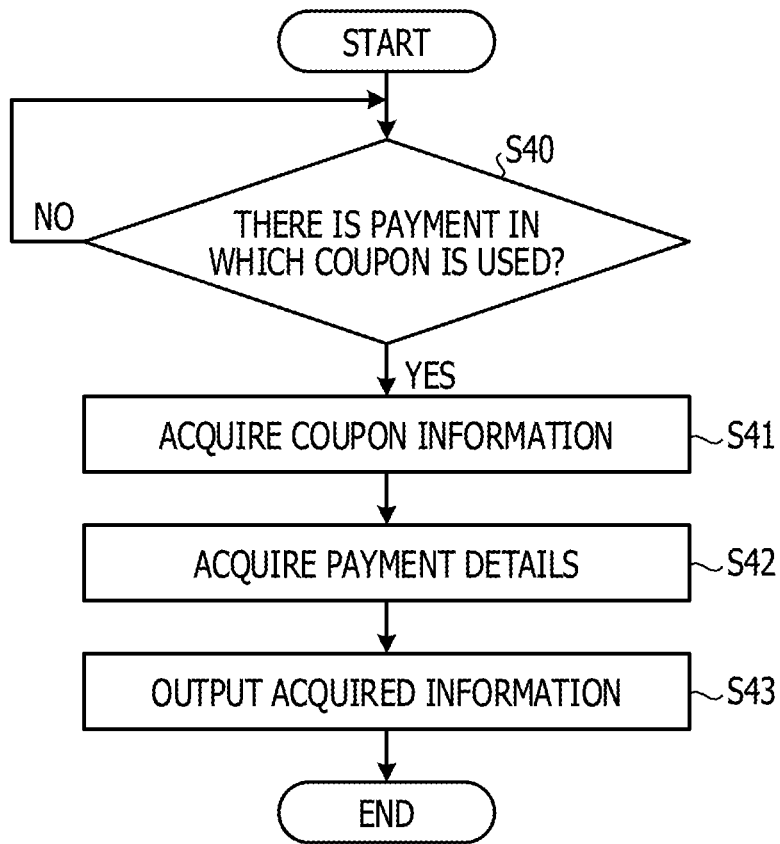 START
S40
THERE IS PAYMENT IN
WHICH COUPON IS USED?
NO
YES
ACQUIRE COUPON INFORMATION
S41
ACQUIRE PAYMENT DETAILS
S42
OUTPUT ACQUIRED INFORMATION
S43
END